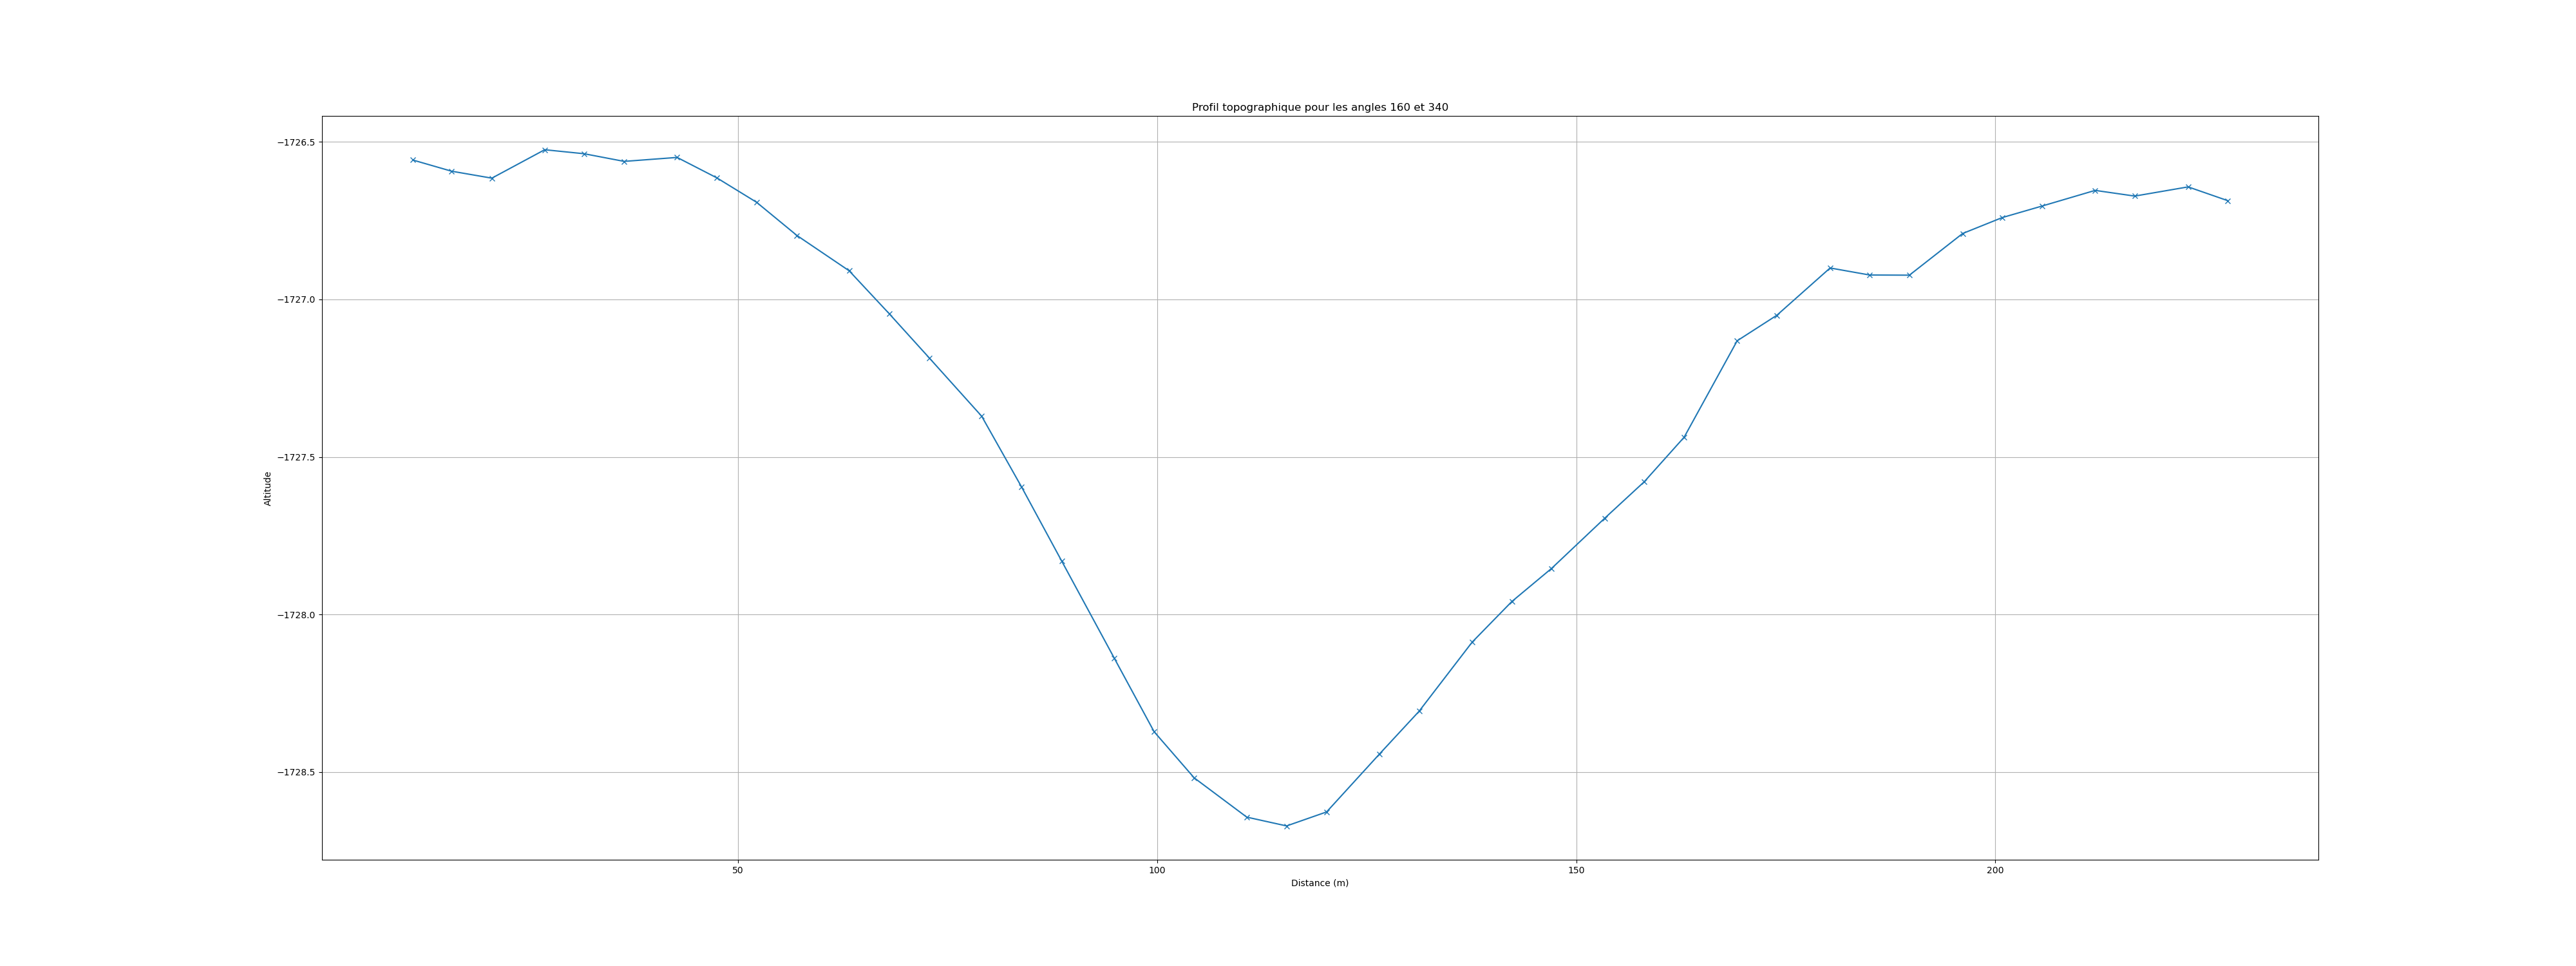 Profil topographique pour les angles 160 et 340
−1726.5
−1727.0
−1727.5
−1728.0
−1728.5
Altitude
50 100 150 200
Distance (m)